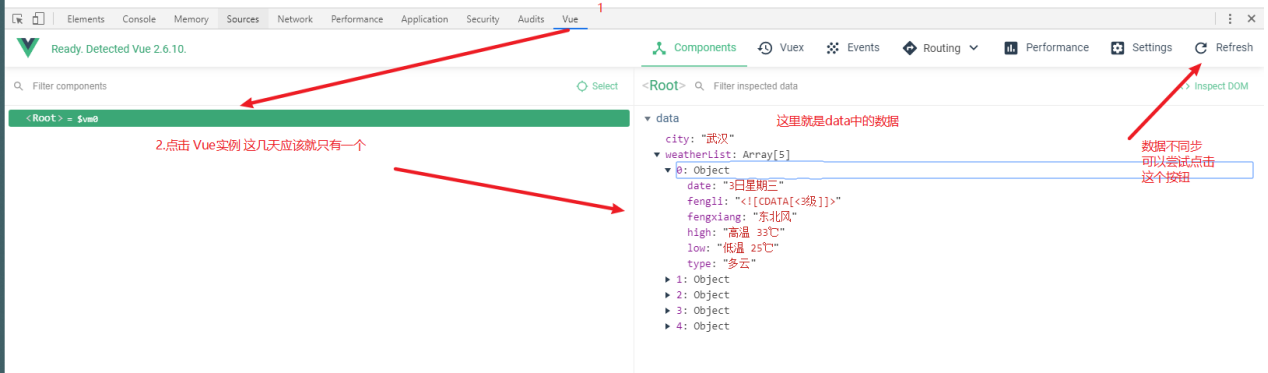 1
Elements Console Memory Sources Network Performance Application Security Audits Vue
Ready. Detected Vue 2.6.10.
Components Vuex Events Routing Performance Settings Refresh
Filter components Select
<Root> Filter inspected data Inspect DOM
<Root> = $vm0
2.点击 Vue实例 这几天应该就只有一个
data
这里就是data中的数据
city: "武汉"
weatherList: Array[5]
0: Object
date: "3日星期三"
fengli: "<![CDATA[<3级]]>"
fengxiang: "东北风"
high: "高温 33℃"
low: "低温 25℃"
type: "多云"
1: Object
2: Object
3: Object
4: Object
数据不同步
可以尝试点击
这个按钮